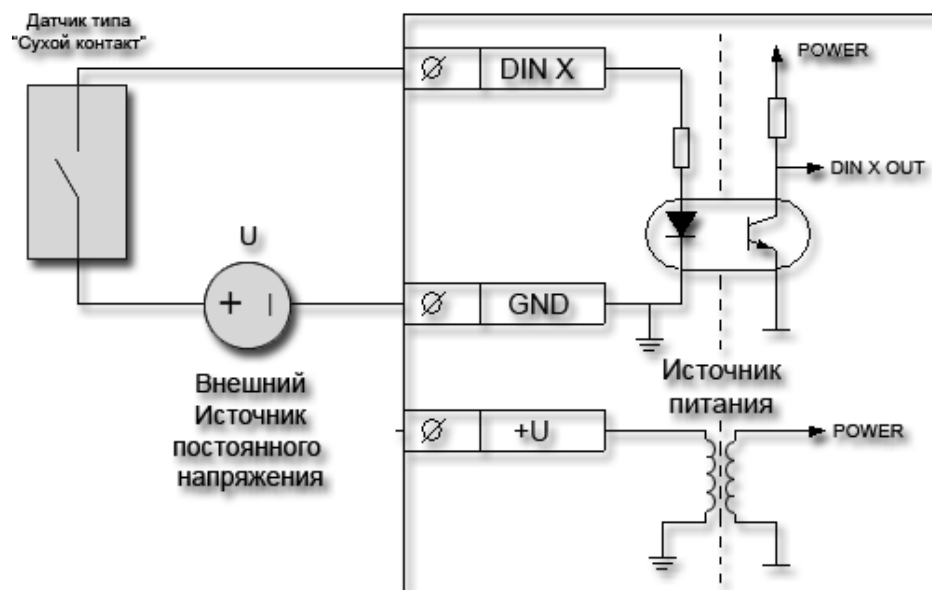 Датчик типа
"Сухой контакт"
DIN X
POWER
DIN X OUT
U
+ –
GND
Внешний
Источник
постоянного
напряжения
Источник
питания
+U
POWER